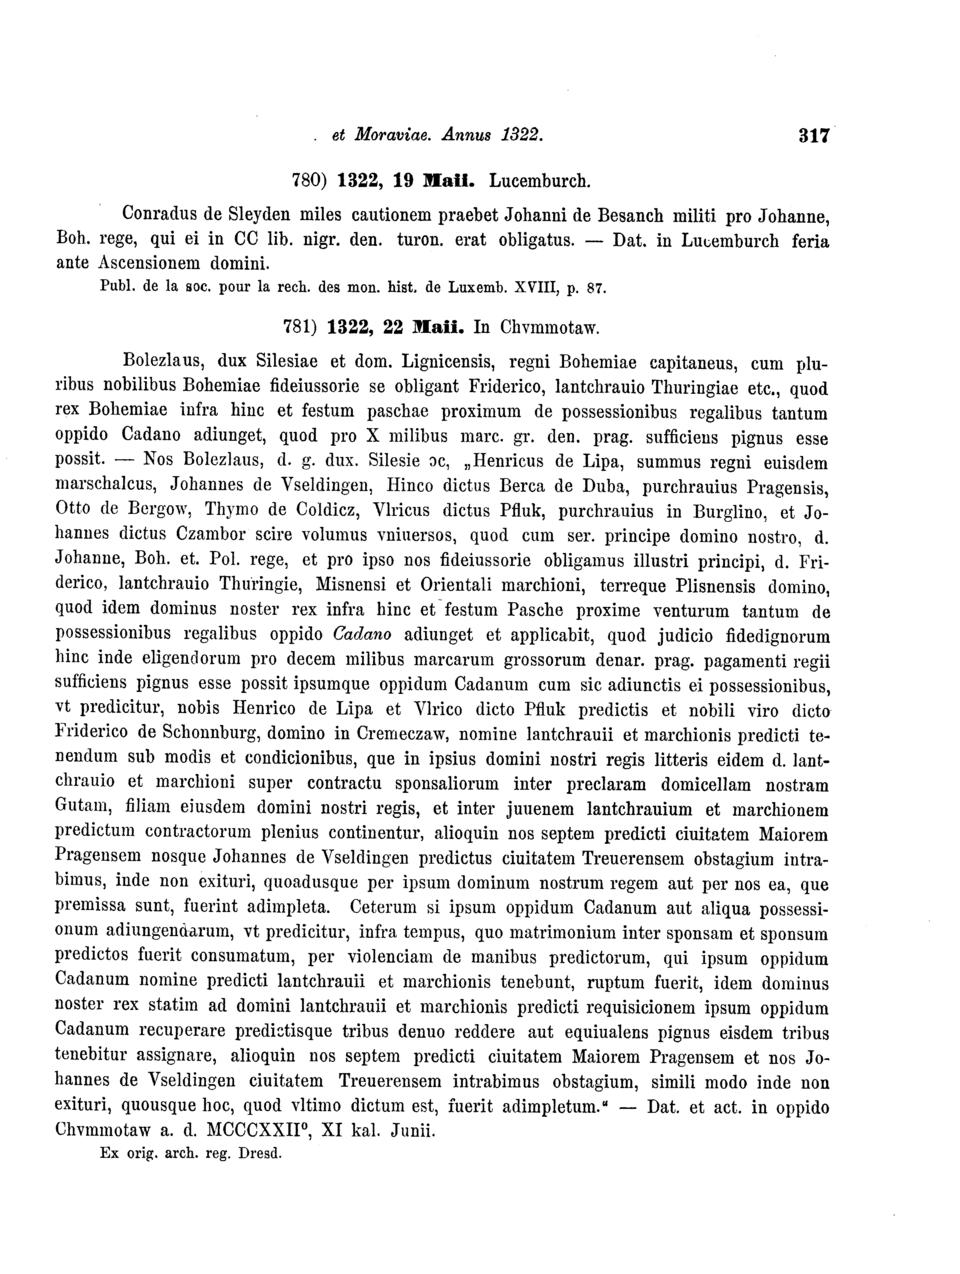 et Moraviae. Annus 1322. 317
780) 1322, 19 Maii. Lucemburch.
Conradus de Sleyden miles cautionem praebet Johanni de Besanch militi pro Johanne,
Boh. rege, qui ei in CC lib. nigr. den. turon. erat obligatus. — Dat. in Lucemburch feria
ante Ascensionem domini.
Publ. de la soc. pour la rech. des mon. hist. de Luxemb. XVIII, p. 87.
781) 1322, 22 Maii. In Chvmmotaw.
Bolezlaus, dux Silesiae et dom. Lignicensis, regni Bohemiae capitaneus, cum plu-
ribus nobilibus Bohemiae fideiussorie se obligant Friderico, lantchrauio Thuringiae etc., quod
rex Bohemiae infra hinc et festum paschae proximum de possessionibus regalibus tantum
oppido Cadano adiunget, quod pro X milibus marc. gr. den. prag. sufficiens pignus esse
possit. — Nos Bolezlaus, d. g. dux. Silesie ɔc, „Henricus de Lipa, summus regni euisdem
marschalcus, Johannes de Vseldingen, Hinco dictus Berca de Duba, purchrauius Pragensis,
Otto de Bergow, Thymo de Coldicz, Vlricus dictus Pfluk, purchrauius in Burglino, et Jo-
hannes dictus Czambor scire volumus vniuersos, quod cum ser. principe domino nostro, d.
Johanne, Boh. et. Pol. rege, et pro ipso nos fideiussorie obligamus illustri principi, d. Fri-
derico, lantchrauio Thuringie, Misnensi et Orientali marchioni, terreque Plisnensis domino,
quod idem dominus noster rex infra hinc et festum Pasche proxime venturum tantum de
possessionibus regalibus oppido Cadano adiunget et applicabit, quod judicio fidedignorum
hinc inde eligendorum pro decem milibus marcarum grossorum denar. prag. pagamenti regii
sufficiens pignus esse possit ipsumque oppidum Cadanum cum sic adiunctis ei possessionibus,
vt predicitur, nobis Henrico de Lipa et Vlrico dicto Pfluk predictis et nobili viro dicto
Friderico de Schonnburg, domino in Cremeczaw, nomine lantchrauii et marchionis predicti te-
nendum sub modis et condicionibus, que in ipsius domini nostri regis litteris eidem d. lant-
chrauio et marchioni super contractu sponsaliorum inter preclaram domicellam nostram
Gutam, filiam eiusdem domini nostri regis, et inter juuenem lantchrauium et marchionem
predictum contractorum plenius continentur, alioquin nos septem predicti ciuitatem Maiorem
Pragensem nosque Johannes de Vseldingen predictus ciuitatem Treuerensem obstagium intra-
bimus, inde non exituri, quoadusque per ipsum dominum nostrum regem aut per nos ea, que
premissa sunt, fuerint adimpleta. Ceterum si ipsum oppidum Cadanum aut aliqua possessi-
onum adiungendarum, vt predicitur, infra tempus, quo matrimonium inter sponsam et sponsum
predictos fuerit consumatum, per violenciam de manibus predictorum, qui ipsum oppidum
Cadanum nomine predicti lantchrauii et marchionis tenebunt, ruptum fuerit, idem dominus
noster rex statim ad domini lantchrauii et marchionis predicti requisicionem ipsum oppidum
Cadanum recuperare predictisque tribus denuo reddere aut equiualens pignus eisdem tribus
tenebitur assignare, alioquin nos septem predicti ciuitatem Maiorem Pragensem et nos Jo-
hannes de Vseldingen ciuitatem Treuerensem intrabimus obstagium, simili modo inde non
exituri, quousque hoc, quod vltimo dictum est, fuerit adimpletum.“ — Dat. et act. in oppido
Chvmmotaw a. d. MCCCXXII⁰, XI kal. Junii.
Ex orig. arch. reg. Dresd.